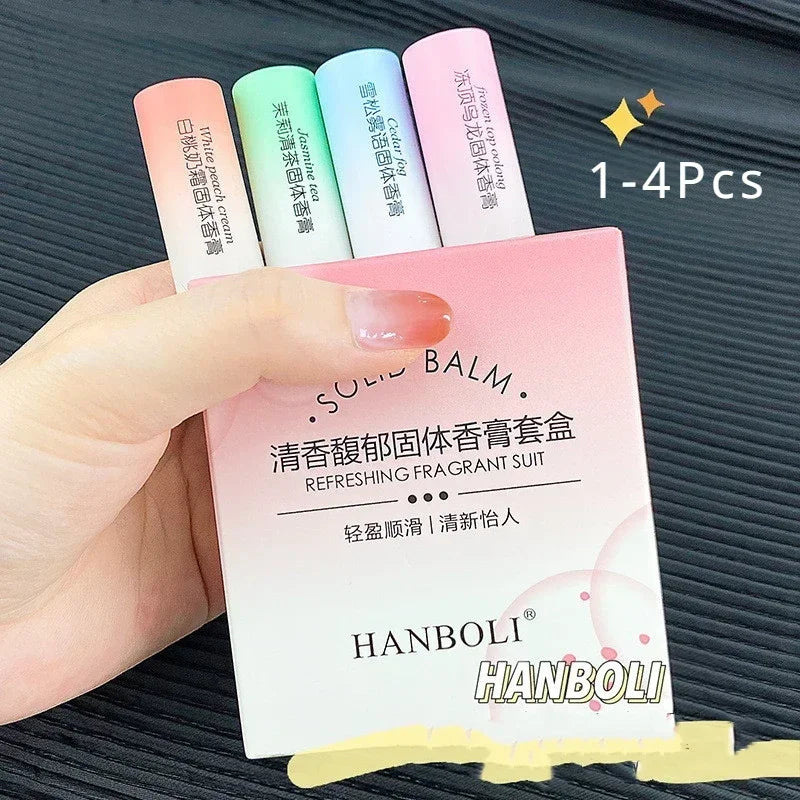 White peach cream
白桃奶霜固体香膏
Jasmine tea
茉莉清茶固体香膏
Cedar fog
雪松雾语固体香膏
frozen top oolong
冻顶乌龙固体香膏
1-4Pcs
SOLID BALM
清香馥郁固体香膏套盒
REFRESHING FRAGRANT SUIT
轻盈顺滑 | 清新怡人
HANBOLI®
HANBOLI